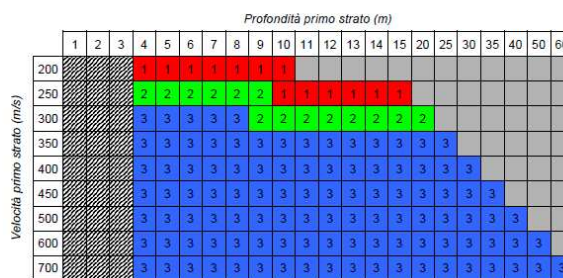 Profondità primo strato (m)
1 2 3 4 5 6 7 8 9 10 11 12 13 14 15 20 25 30 35 40 50 60
Velocità primo strato (m/s)
200 1 1 1 1 1 1 1
250 2 2 2 2 2 2 1 1 1 1 1 1
300 3 3 3 3 3 2 2 2 2 2 2 2 2
350 3 3 3 3 3 3 3 3 3 3 3 3 3 3
400 3 3 3 3 3 3 3 3 3 3 3 3 3 3 3
450 3 3 3 3 3 3 3 3 3 3 3 3 3 3 3 3
500 3 3 3 3 3 3 3 3 3 3 3 3 3 3 3 3 3
600 3 3 3 3 3 3 3 3 3 3 3 3 3 3 3 3 3 3
700 3 3 3 3 3 3 3 3 3 3 3 3 3 3 3 3 3 3 3